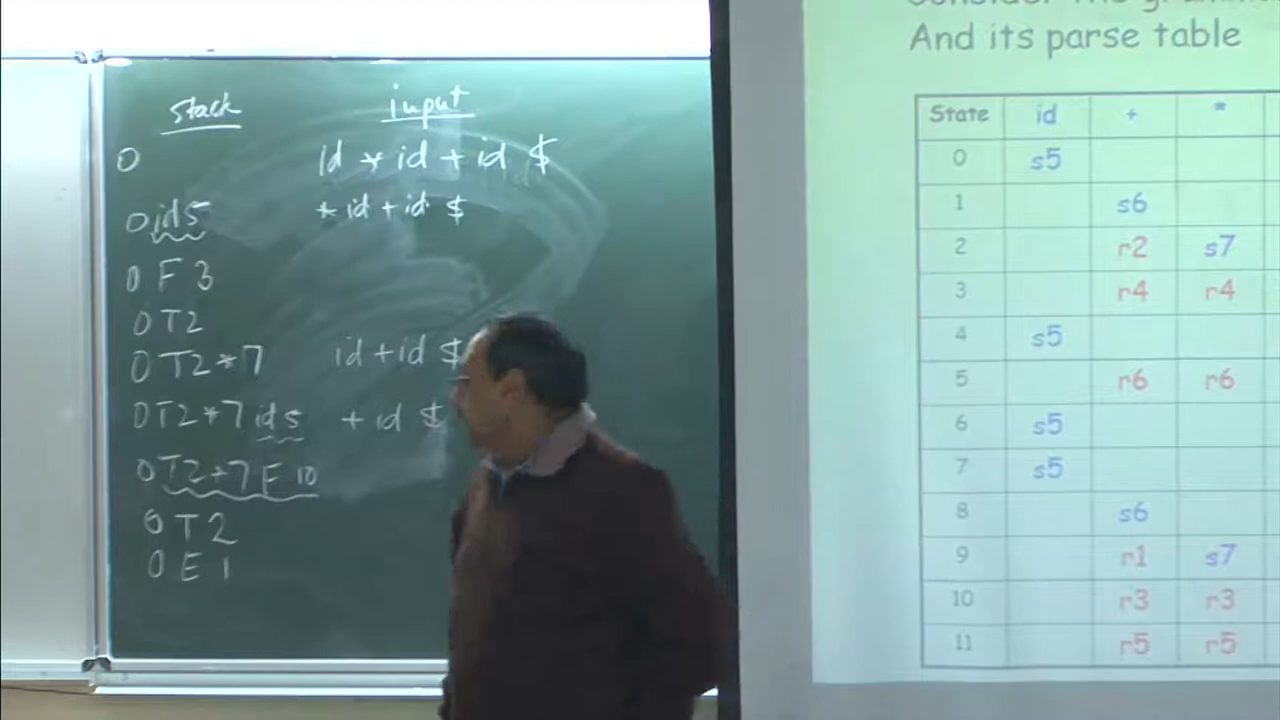 stack input
0 id * id + id $
0 id 5 * id + id $
0 F 3
0 T 2
0 T 2 * 7 id + id $
0 T 2 * 7 id 5 + id $
0 T 2 * 7 F 10
0 T 2
0 E 1
And its parse table
State id + *
0 s5
1 s6
2 r2 s7
3 r4 r4
4 s5
5 r6 r6
6 s5
7 s5
8 s6
9 r1 s7
10 r3 r3
11 r5 r5